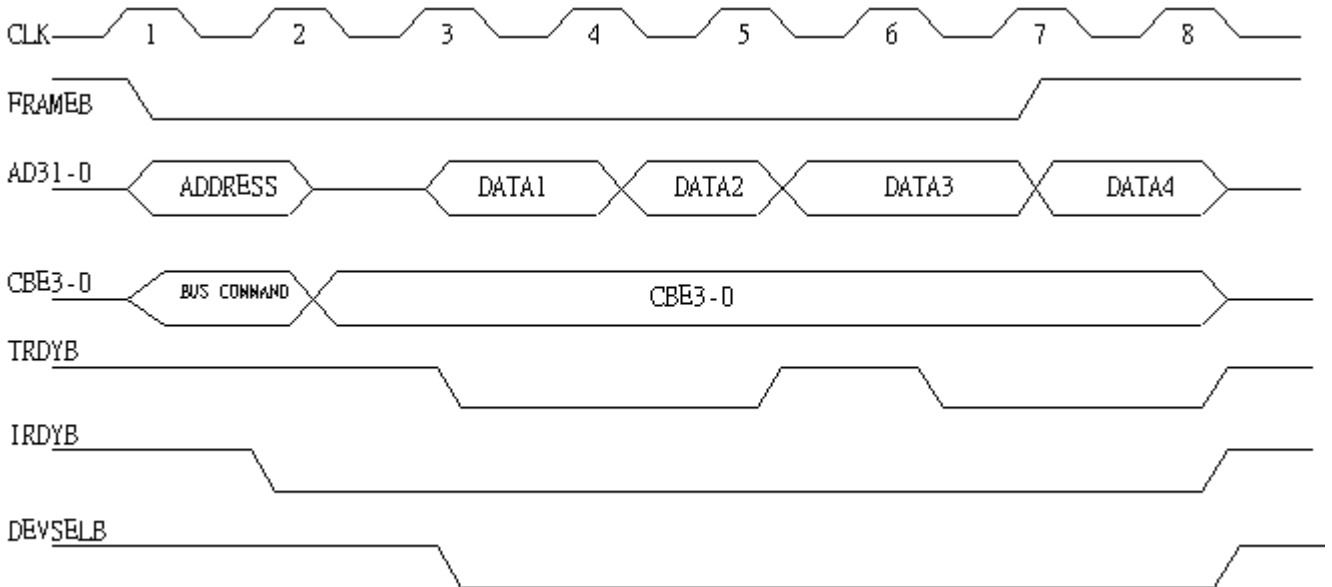 CLK 1 2 3 4 5 6 7 8
FRAMEB
AD31-0 ADDRESS DATA1 DATA2 DATA3 DATA4
CBE3-0 BUS COMMAND CBE3-0
TRDYB
IRDYB
DEVSELB